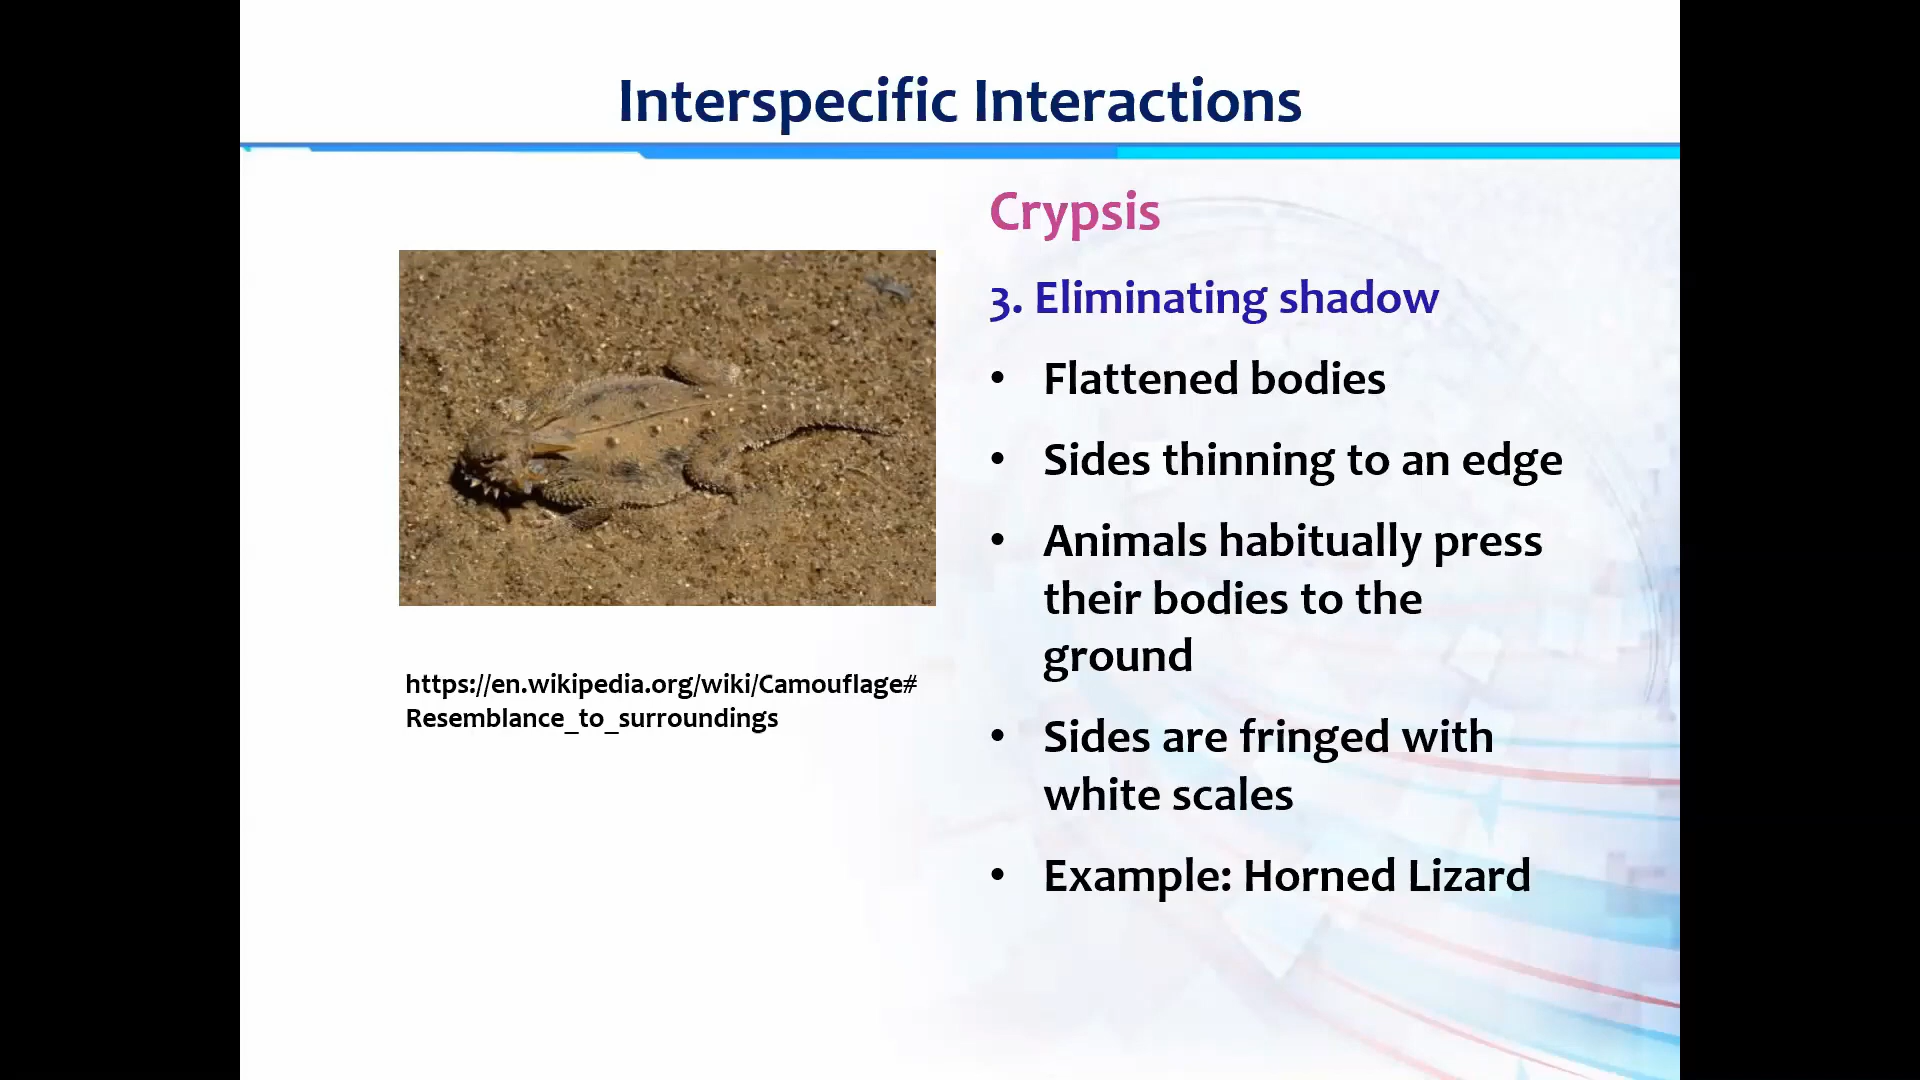 Interspecific Interactions
Crypsis
3. Eliminating shadow
• Flattened bodies
• Sides thinning to an edge
• Animals habitually press
their bodies to the
ground
• Sides are fringed with
white scales
• Example: Horned Lizard
https://en.wikipedia.org/wiki/Camouflage#
Resemblance_to_surroundings